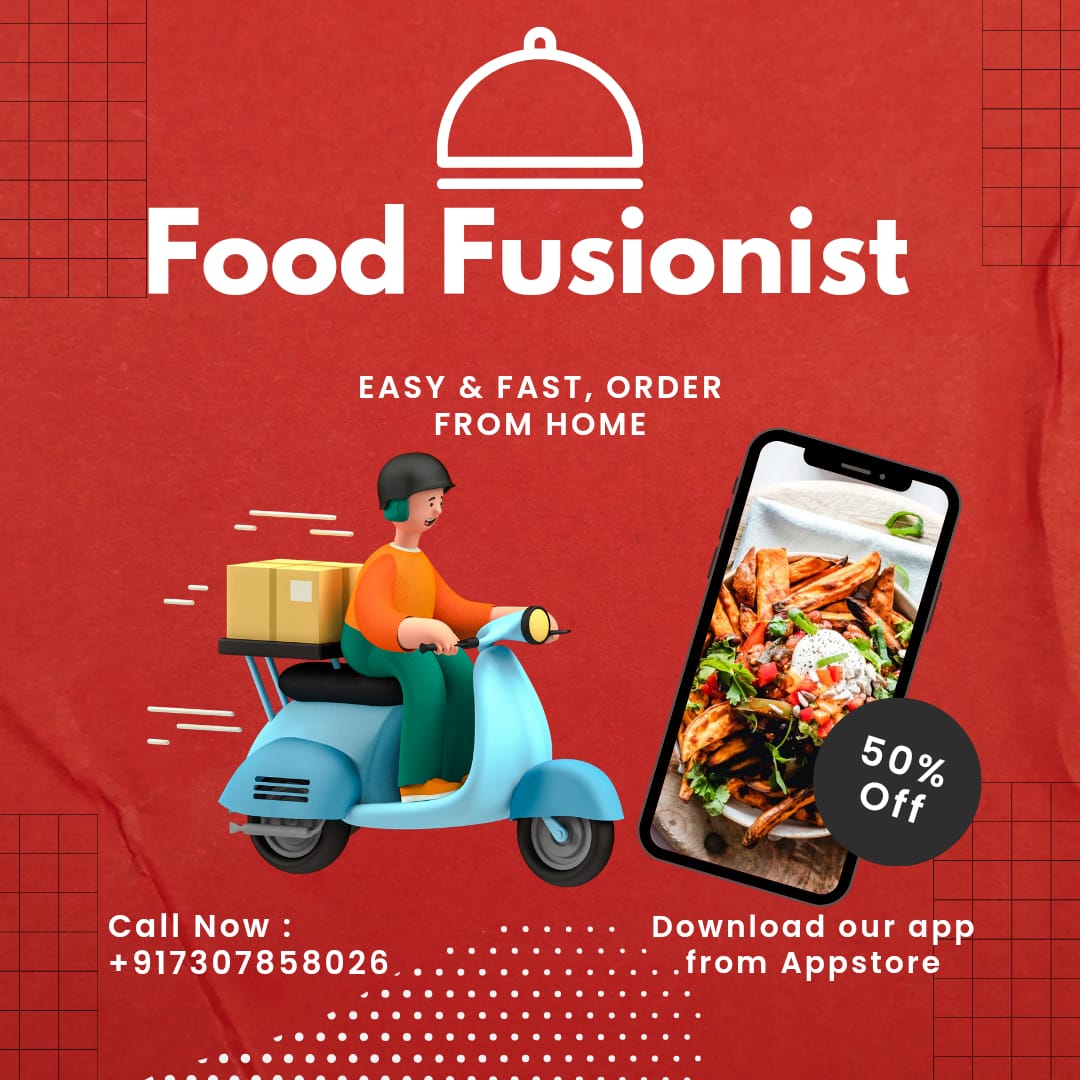 Food Fusionist
EASY & FAST, ORDER
FROM HOME
50%
Off
Call Now :
+917307858026
Download our app
from Appstore